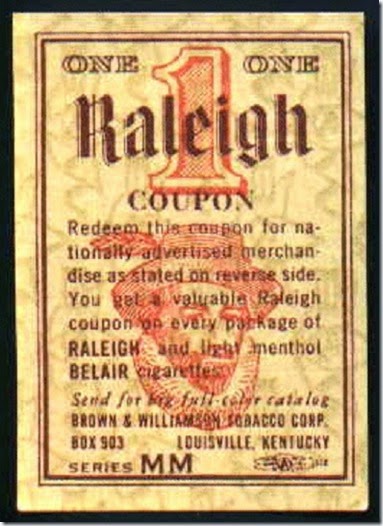 ONE 1 ONE
Raleigh
COUPON
Redeem this coupon for na-
tionally advertised merchan-
dise as stated on reverse side.
You get a valuable Raleigh
coupon on every package of
RALEIGH and light menthol
BELAIR cigarettes.
Send for big full-color catalog
BROWN & WILLIAMSON TOBACCO CORP.
BOX 903 LOUISVILLE, KENTUCKY
SERIES MM